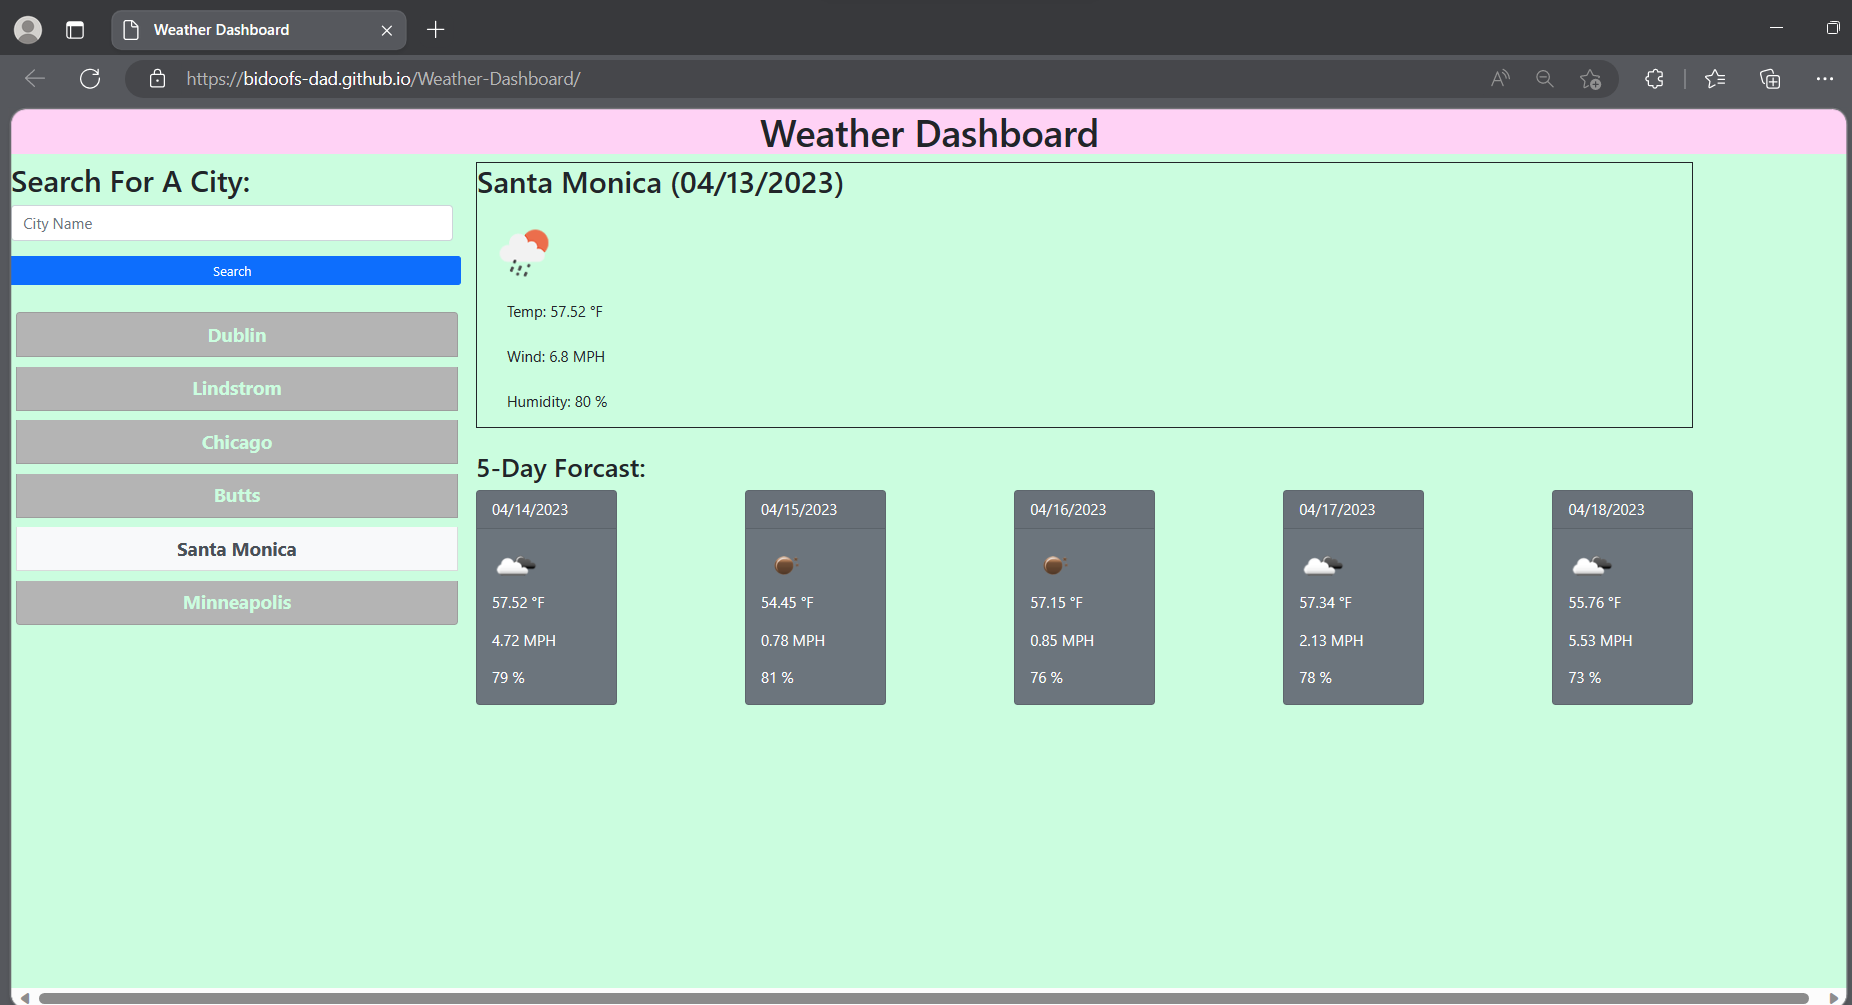 Weather Dashboard
https://bidoofs-dad.github.io/Weather-Dashboard/
Weather Dashboard
Search For A City:
City Name
Search
Dublin
Lindstrom
Chicago
Butts
Santa Monica
Minneapolis
Santa Monica (04/13/2023)
Temp: 57.52 °F
Wind: 6.8 MPH
Humidity: 80 %
5-Day Forcast:
04/14/2023
57.52 °F
4.72 MPH
79 %
04/15/2023
54.45 °F
0.78 MPH
81 %
04/16/2023
57.15 °F
0.85 MPH
76 %
04/17/2023
57.34 °F
2.13 MPH
78 %
04/18/2023
55.76 °F
5.53 MPH
73 %